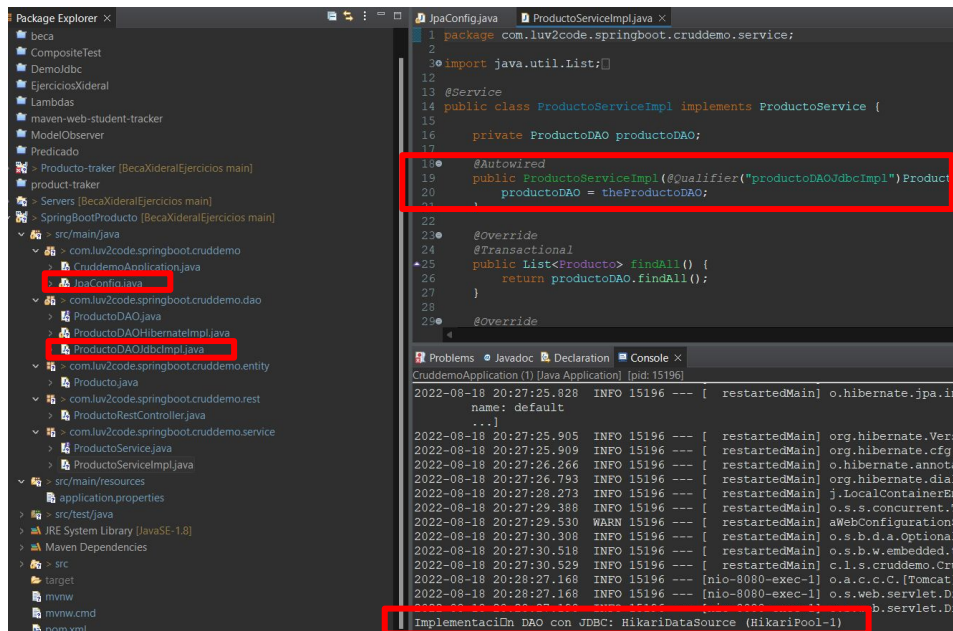 Package Explorer
beca
CompositeTest
DemoJdbc
EjerciciosXideral
Lambdas
maven-web-student-tracker
ModelObserver
Predicado
> Producto-traker [BecaXideralEjercicios main]
product-traker
> Servers [BecaXideralEjercicios main]
> SpringBootProducto [BecaXideralEjercicios main]
> src/main/java
> com.luv2code.springboot.cruddemo
> CruddemoApplication.java
> JpaConfig.java
> com.luv2code.springboot.cruddemo.dao
> ProductoDAO.java
> ProductoDAOHibernateImpl.java
> ProductoDAOJdbcImpl.java
> com.luv2code.springboot.cruddemo.entity
> Producto.java
> com.luv2code.springboot.cruddemo.rest
> ProductoRestController.java
> com.luv2code.springboot.cruddemo.service
> ProductoService.java
> ProductoServiceImpl.java
> src/main/resources
application.properties
> src/test/java
> JRE System Library [JavaSE-1.8]
> Maven Dependencies
> src
target
mvnw
mvnw.cmd
pom.xml
JpaConfig.java ProductoServiceImpl.java
1 package com.luv2code.springboot.cruddemo.service;
2
3 import java.util.List;
12
13 @Service
14 public class ProductoServiceImpl implements ProductoService {
15
16 private ProductoDAO productoDAO;
17
18 @Autowired
19 public ProductoServiceImpl(@Qualifier("productoDAOJdbcImpl")Product
20 productoDAO = theProductoDAO;
21 }
22
23 @Override
24 @Transactional
25 public List<Producto> findAll() {
26 return productoDAO.findAll();
27 }
28
29 @Override
Problems Javadoc Declaration Console
CruddemoApplication (1) [Java Application] [pid: 15196]
2022-08-18 20:27:25.828 INFO 15196 --- [ restartedMain] o.hibernate.jpa.in
name: default
...]
2022-08-18 20:27:25.905 INFO 15196 --- [ restartedMain] org.hibernate.Ver
2022-08-18 20:27:25.909 INFO 15196 --- [ restartedMain] org.hibernate.cfg
2022-08-18 20:27:26.266 INFO 15196 --- [ restartedMain] o.hibernate.annot
2022-08-18 20:27:26.793 INFO 15196 --- [ restartedMain] org.hibernate.dia
2022-08-18 20:27:28.273 INFO 15196 --- [ restartedMain] j.LocalContainerE
2022-08-18 20:27:29.388 INFO 15196 --- [ restartedMain] o.s.s.concurrent.
2022-08-18 20:27:29.530 WARN 15196 --- [ restartedMain] aWebConfiguration
2022-08-18 20:27:30.308 INFO 15196 --- [ restartedMain] o.s.b.d.a.Optiona
2022-08-18 20:27:30.518 INFO 15196 --- [ restartedMain] o.s.b.w.embedded.
2022-08-18 20:27:30.529 INFO 15196 --- [ restartedMain] c.l.s.cruddemo.Cr
2022-08-18 20:28:27.168 INFO 15196 --- [nio-8080-exec-1] o.a.c.c.C.[Tomcat
2022-08-18 20:28:27.168 INFO 15196 --- [nio-8080-exec-1] o.s.web.servlet.D
b.servlet.Di
Implementaci□n DAO con JDBC: HikariDataSource (HikariPool-1)